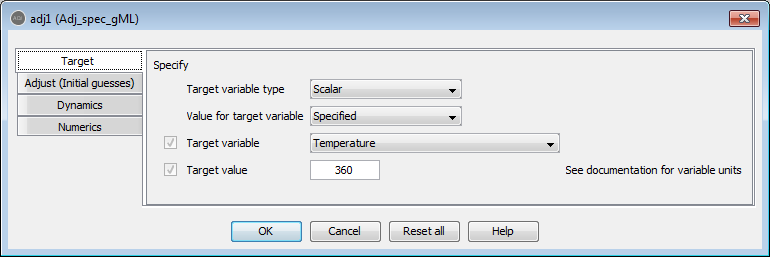 adj1 (Adj_spec_gML)
Target
Adjust (Initial guesses)
Dynamics
Numerics
Specify
Target variable type Scalar
Value for target variable Specified
Target variable Temperature
Target value 360 See documentation for variable units
OK Cancel Reset all Help